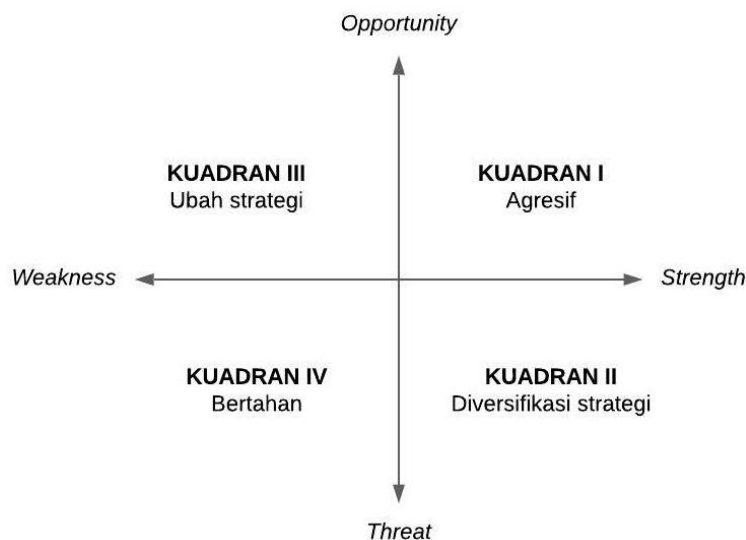 Opportunity
KUADRAN III
Ubah strategi
KUADRAN I
Agresif
Weakness
Strength
KUADRAN IV
Bertahan
KUADRAN II
Diversifikasi strategi
Threat